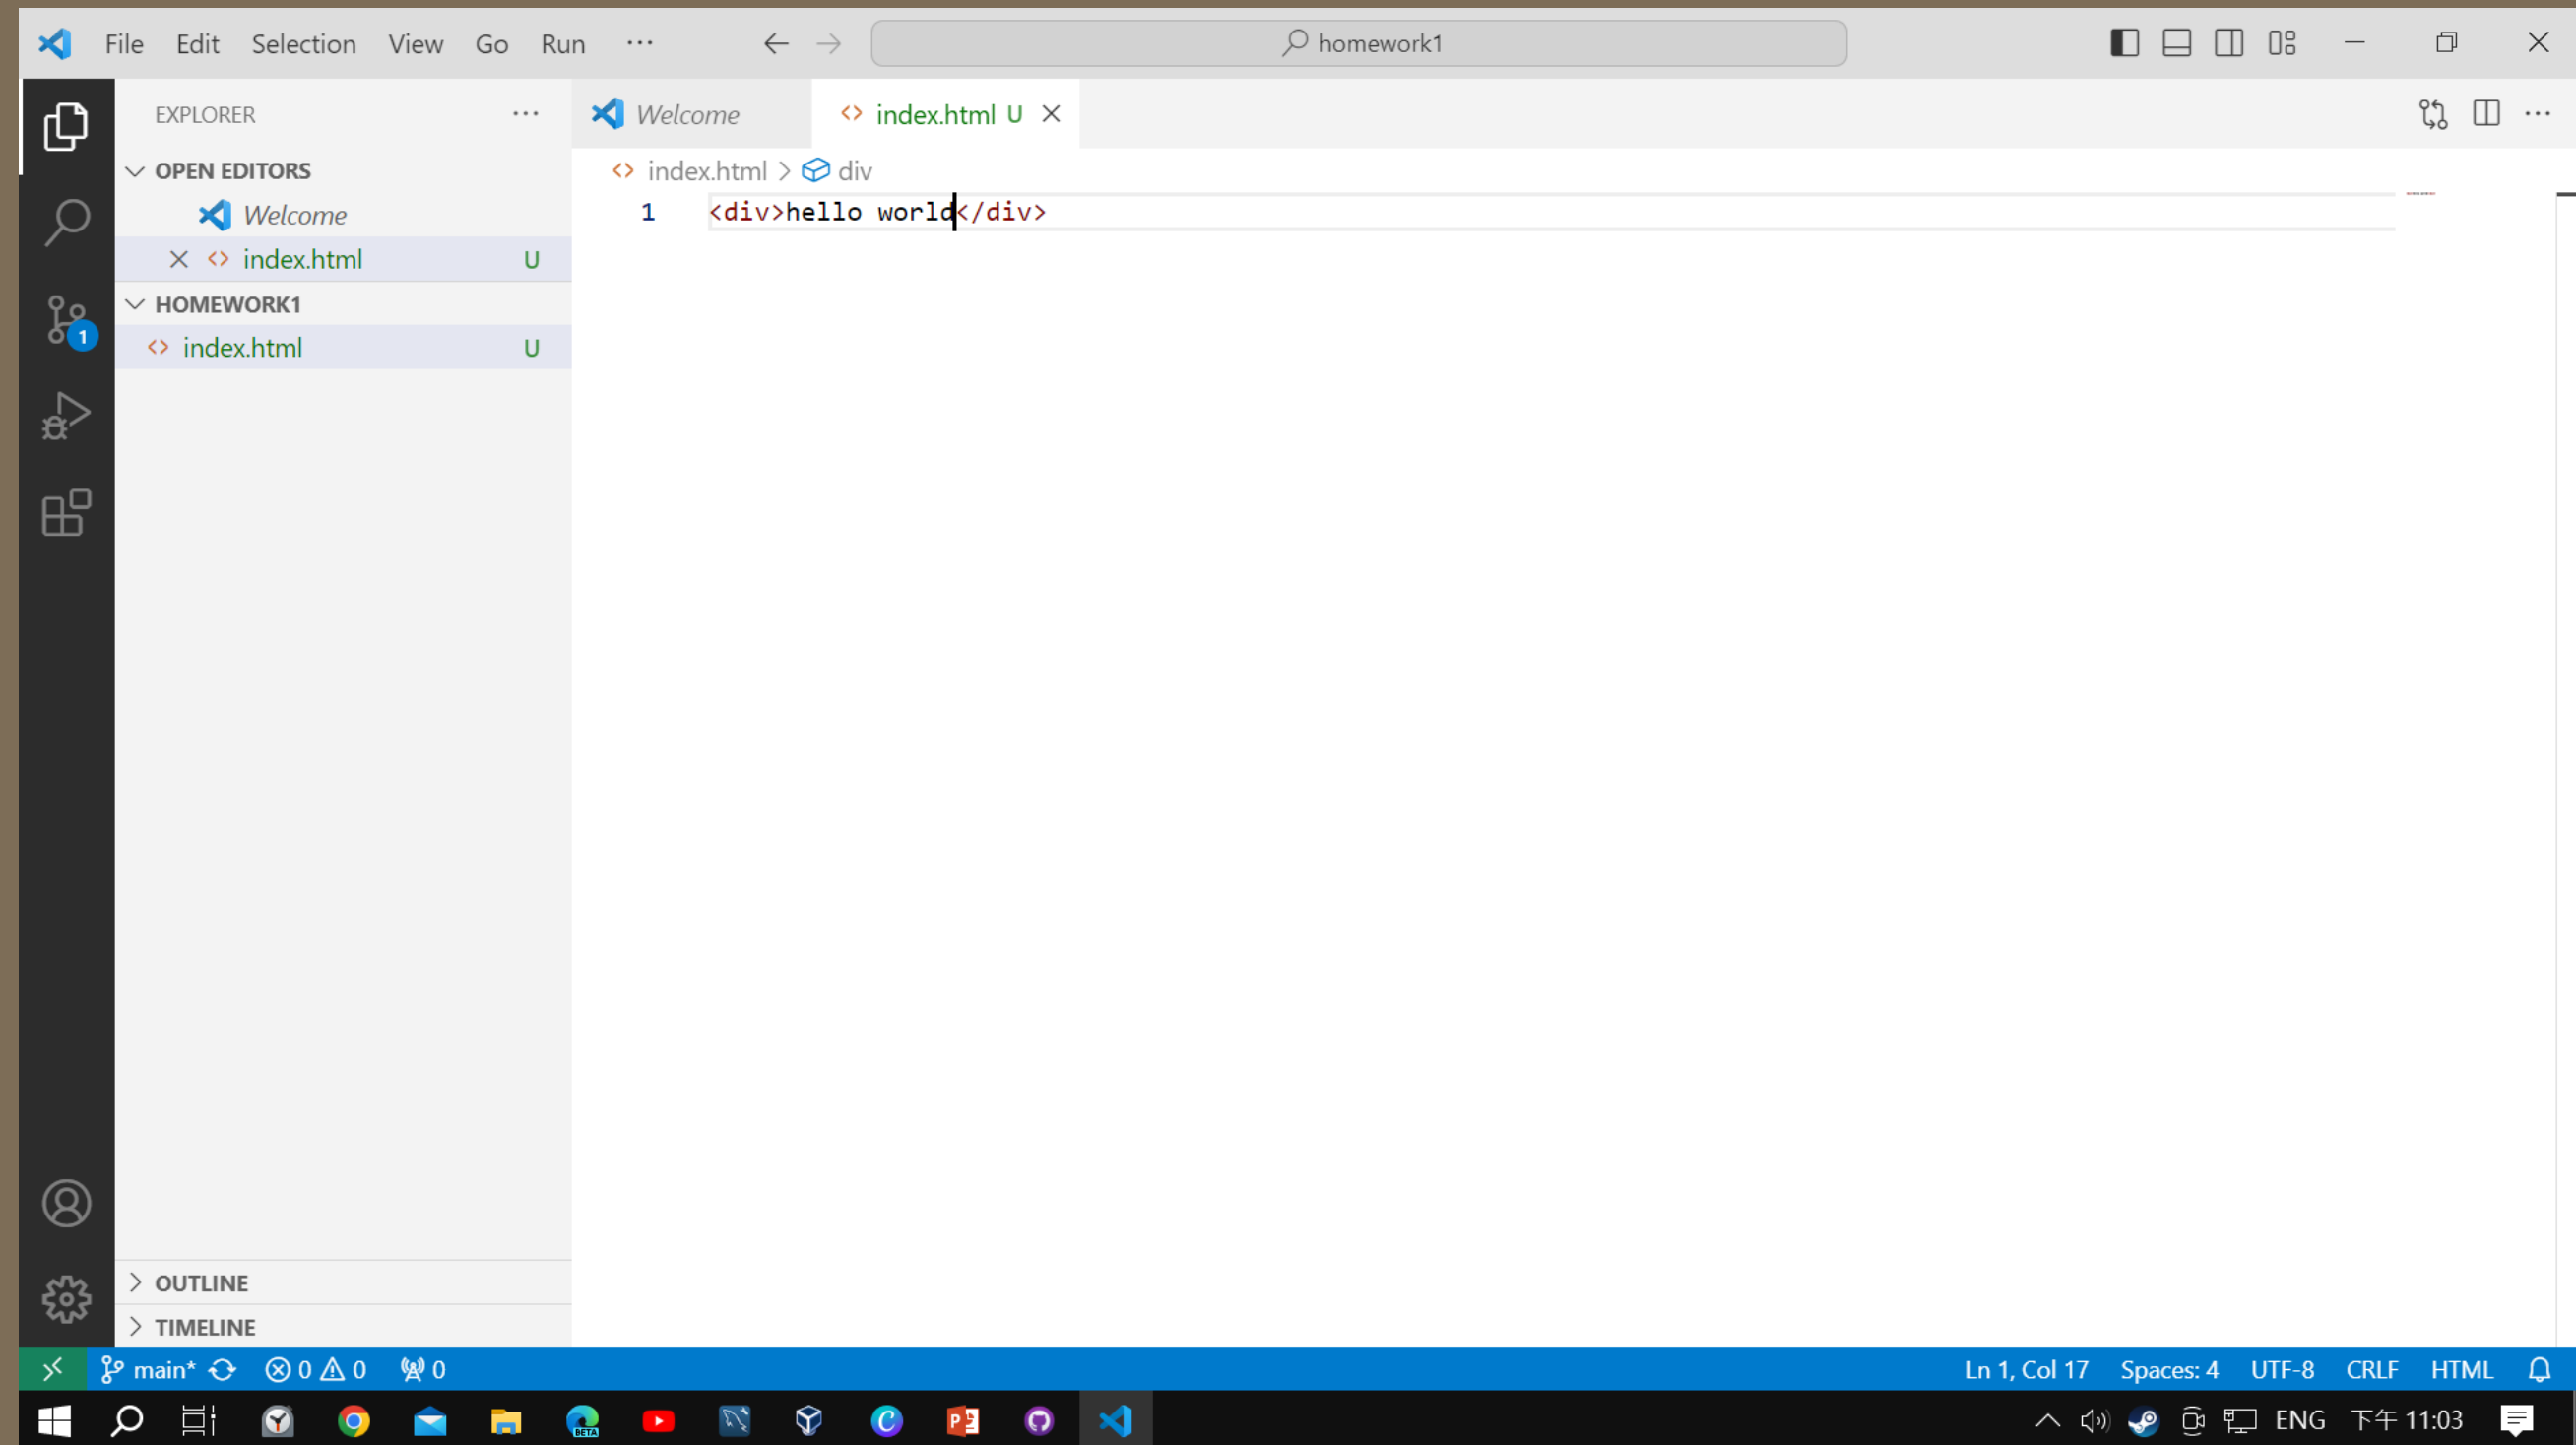 File Edit Selection View Go Run ··· homework1
EXPLORER ···
Welcome
index.html U
OPEN EDITORS
Welcome
index.html U
HOMEWORK1
index.html U
index.html > div
1 <div>hello world</div>
1
OUTLINE
TIMELINE
main* 0 0 0
Ln 1, Col 17 Spaces: 4 UTF-8 CRLF HTML
BETA
ENG 下午 11:03